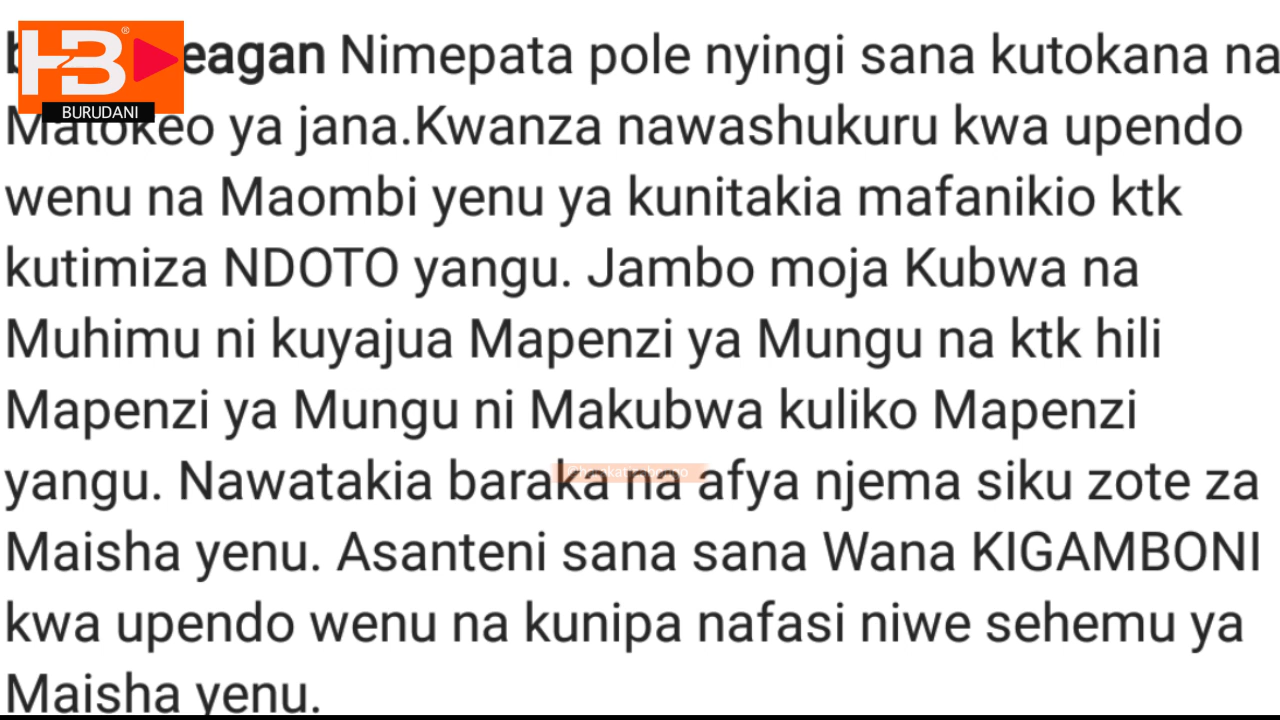 HB®
BURUDANI
eagan Nimepata pole nyingi sana kutokana na
Matokeo ya jana.Kwanza nawashukuru kwa upendo
wenu na Maombi yenu ya kunitakia mafanikio ktk
kutimiza NDOTO yangu. Jambo moja Kubwa na
Muhimu ni kuyajua Mapenzi ya Mungu na ktk hili
Mapenzi ya Mungu ni Makubwa kuliko Mapenzi
yangu. Nawatakia baraka na afya njema siku zote za
Maisha yenu. Asanteni sana sana Wana KIGAMBONI
kwa upendo wenu na kunipa nafasi niwe sehemu ya
Maisha yenu.